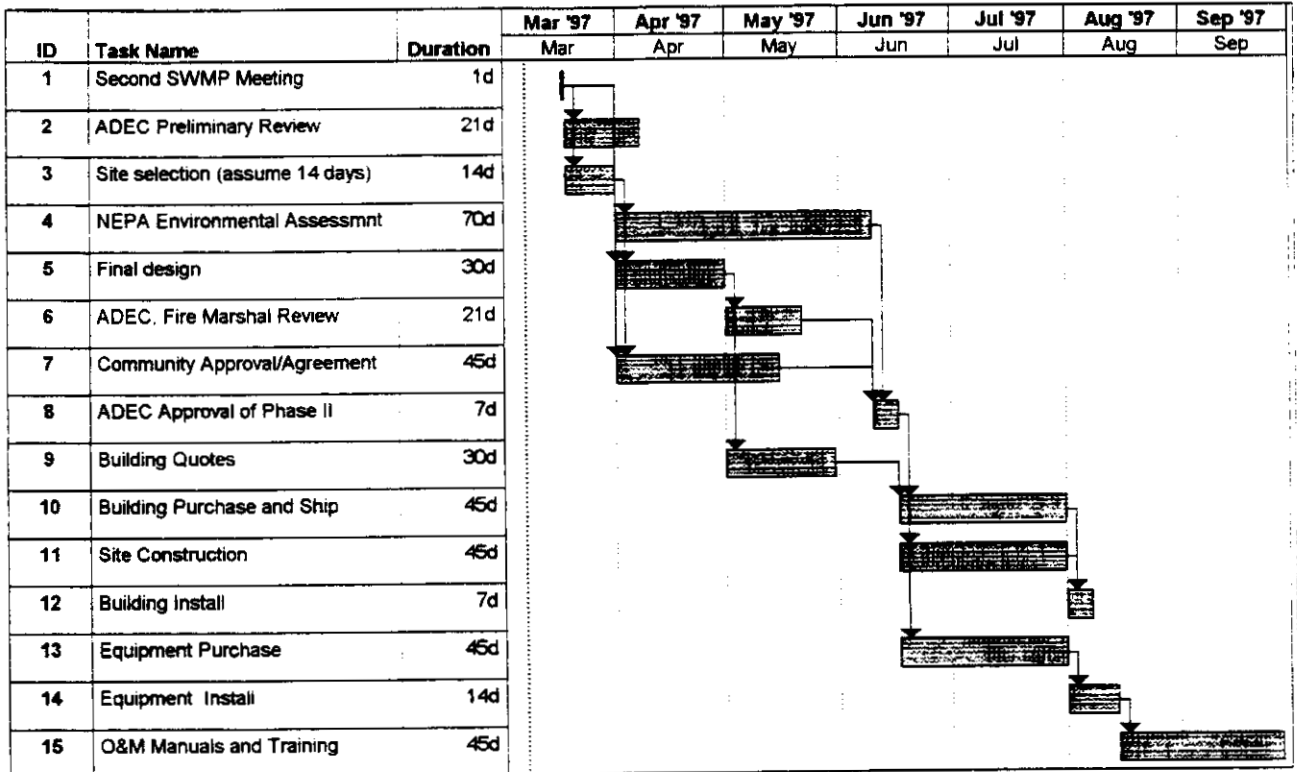 Mar '97 Apr '97 May '97 Jun '97 Jul '97 Aug '97 Sep '97
ID Task Name Duration Mar Apr May Jun Jul Aug Sep
1 Second SWMP Meeting 1d
2 ADEC Preliminary Review 21d
3 Site selection (assume 14 days) 14d
4 NEPA Environmental Assessmnt 70d
5 Final design 30d
6 ADEC, Fire Marshal Review 21d
7 Community Approval/Agreement 45d
8 ADEC Approval of Phase II 7d
9 Building Quotes 30d
10 Building Purchase and Ship 45d
11 Site Construction 45d
12 Building Install 7d
13 Equipment Purchase 45d
14 Equipment Install 14d
15 O&M Manuals and Training 45d